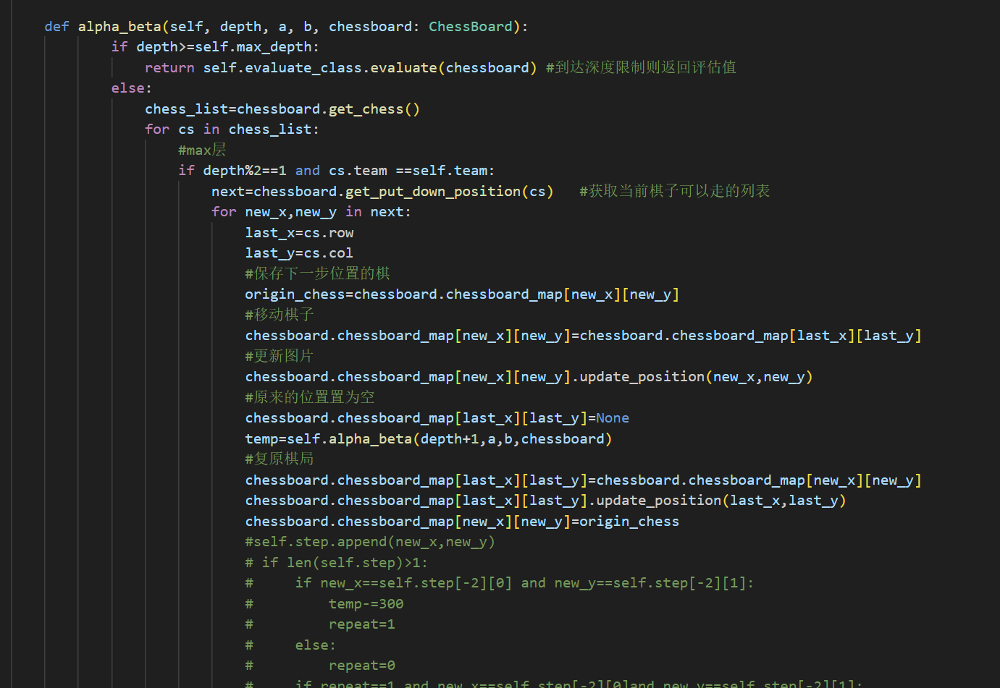 def alpha_beta(self, depth, a, b, chessboard: ChessBoard):
if depth>=self.max_depth:
return self.evaluate_class.evaluate(chessboard) #到达深度限制则返回评估值
else:
chess_list=chessboard.get_chess()
for cs in chess_list:
#max层
if depth%2==1 and cs.team ==self.team:
next=chessboard.get_put_down_position(cs)   #获取当前棋子可以走的列表
for new_x,new_y in next:
last_x=cs.row
last_y=cs.col
#保存下一步位置的棋
origin_chess=chessboard.chessboard_map[new_x][new_y]
#移动棋子
chessboard.chessboard_map[new_x][new_y]=chessboard.chessboard_map[last_x][last_y]
#更新图片
chessboard.chessboard_map[new_x][new_y].update_position(new_x,new_y)
#原来的位置置为空
chessboard.chessboard_map[last_x][last_y]=None
temp=self.alpha_beta(depth+1,a,b,chessboard)
#复原棋局
chessboard.chessboard_map[last_x][last_y]=chessboard.chessboard_map[new_x][new_y]
chessboard.chessboard_map[last_x][last_y].update_position(last_x,last_y)
chessboard.chessboard_map[new_x][new_y]=origin_chess
#self.step.append(new_x,new_y)
# if len(self.step)>1:
#     if new_x==self.step[-2][0] and new_y==self.step[-2][1]:
#         temp-=300
#         repeat=1
#     else:
#         repeat=0
#     if repeat==1 and new_x==self.step[-2][0]and new_y==self.step[-2][1]: